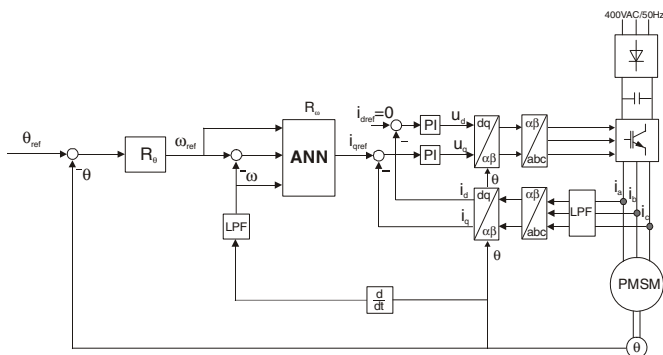 400VAC/50Hz
R_ω
i_dref=0
PI
u_d
dq
αβ
αβ
abc
θ_ref
-θ
R_θ
ω_ref
-ω
ANN
i_qref
PI
u_q
-
-
θ
i_d
i_q
dq
αβ
αβ
abc
LPF
i_a
i_b
i_c
LPF
θ
d
dt
PMSM
θ